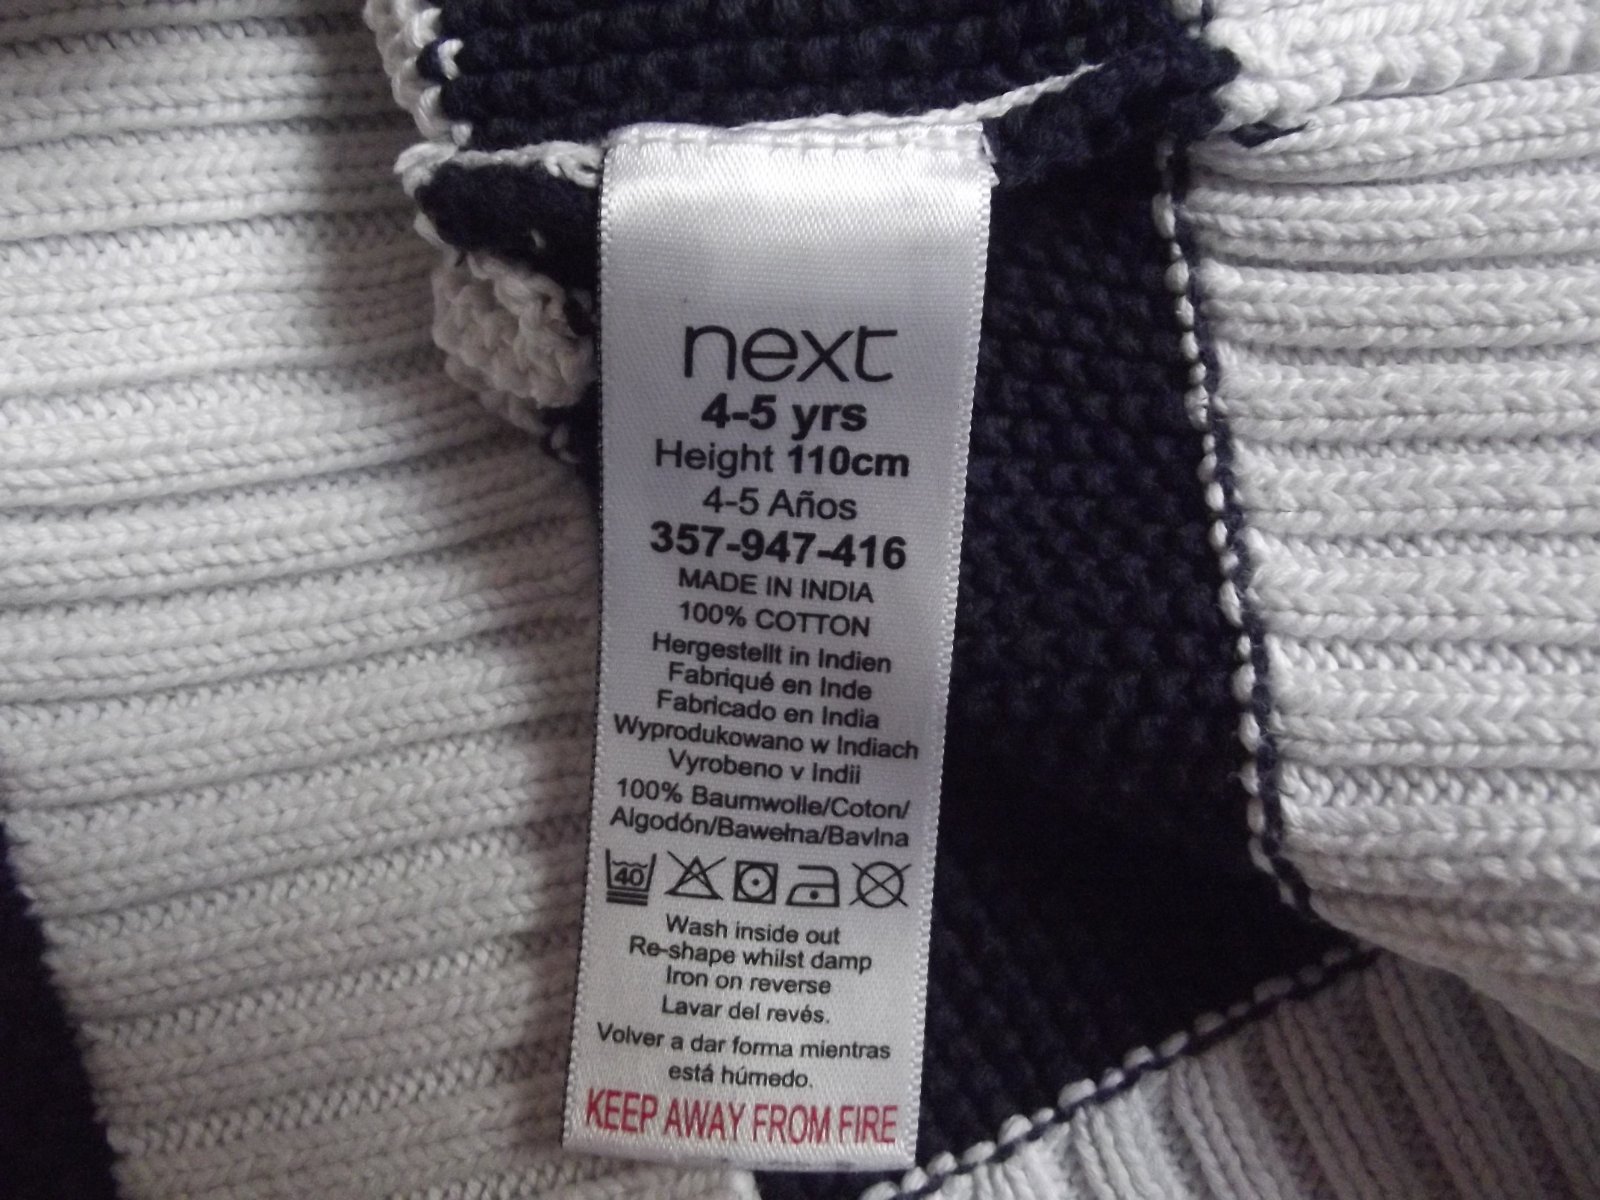 next
4-5 yrs
Height 110cm
4-5 Años
357-947-416
MADE IN INDIA
100% COTTON
Hergestellt in Indien
Fabriqué en Inde
Fabricado en India
Wyprodukowano w Indiach
Vyrobeno v Indii
100% Baumwolle/Coton/
Algodón/Bawełna/Bavlna
40
Wash inside out
Re-shape whilst damp
Iron on reverse
Lavar del revés.
Volver a dar forma mientras
está húmedo.
KEEP AWAY FROM FIRE